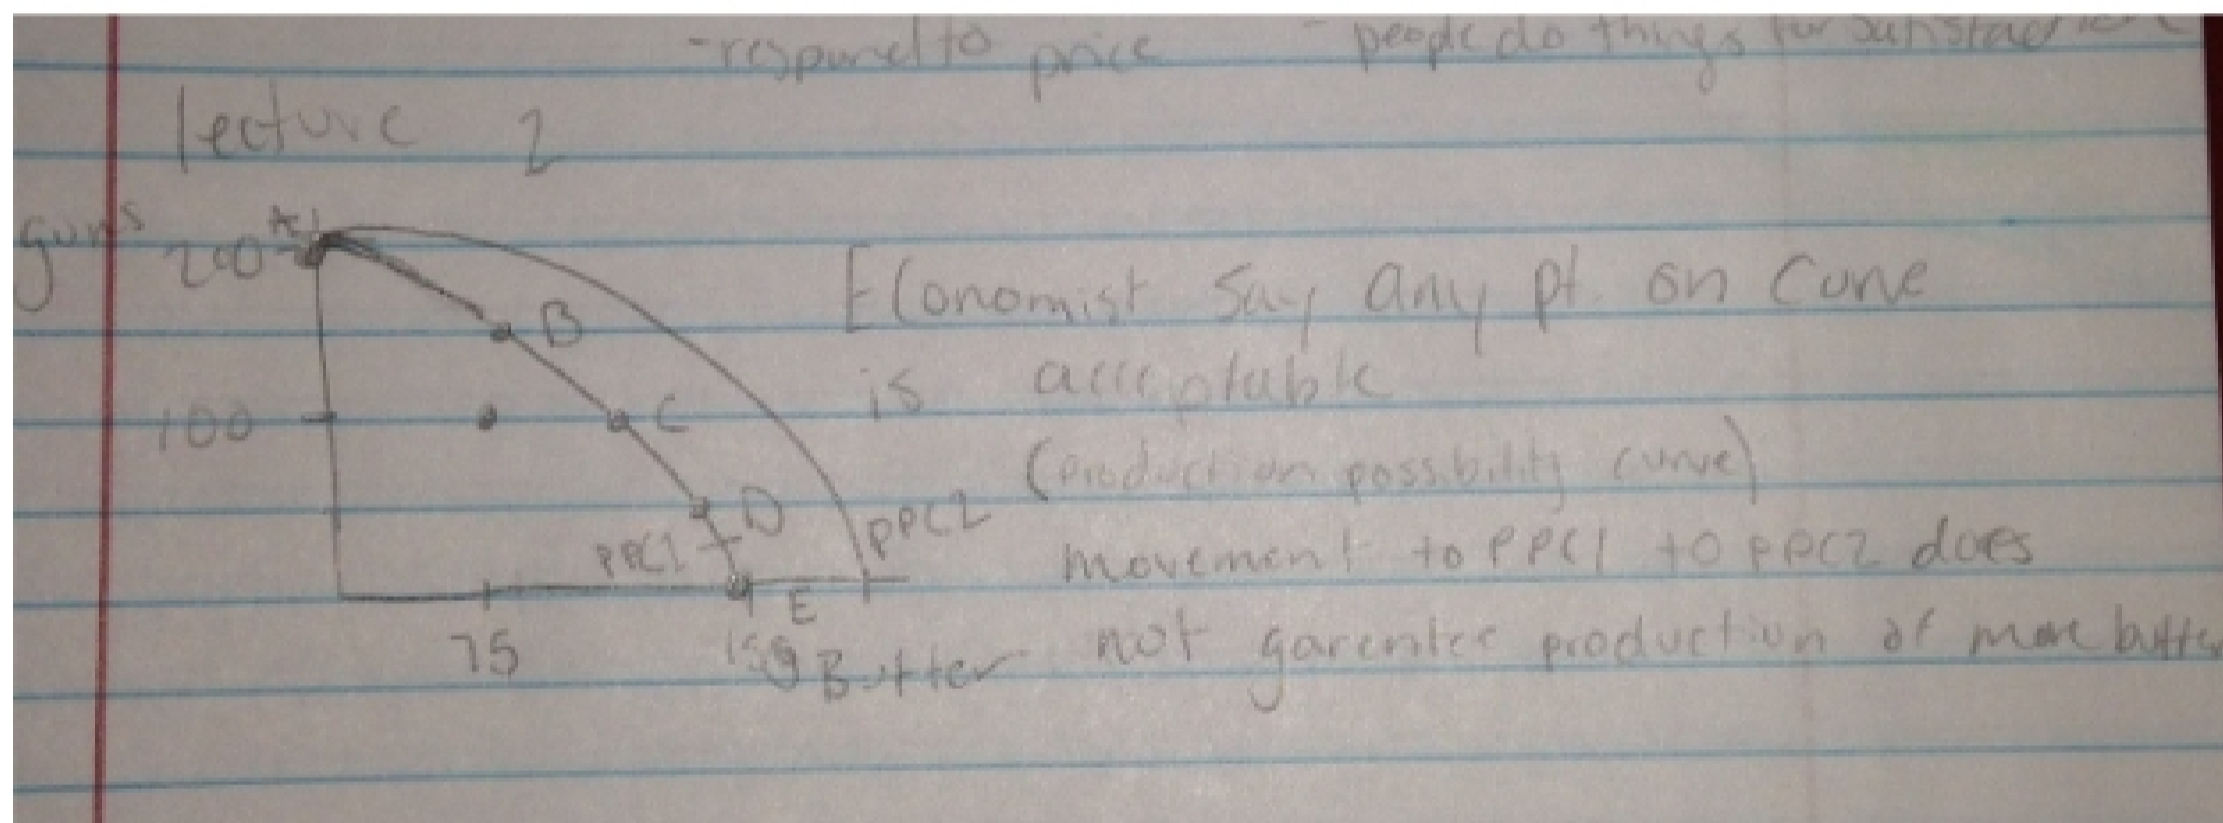 -respond to price - people do things for satisfaction
lecture 2
guns
200 A
B
Economist Say any pt. on Curve
100
C
is acceptable
(production possibility curve)
D
PPC1
PPC2
movement to PPC1 to PPC2 does
E
75
Butter
not garentee production of more butter